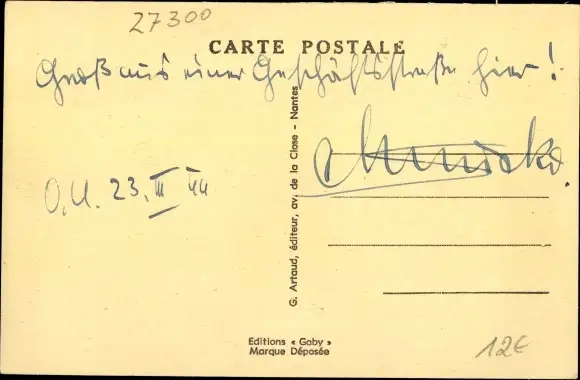 27300
CARTE POSTALE
Gruß aus einer Geschäftsstraße hier!
O.U. 23. III 44
G. Artaud, éditeur, av. de la Close - Nantes
Editions « Gaby »
Marque Déposée
12€